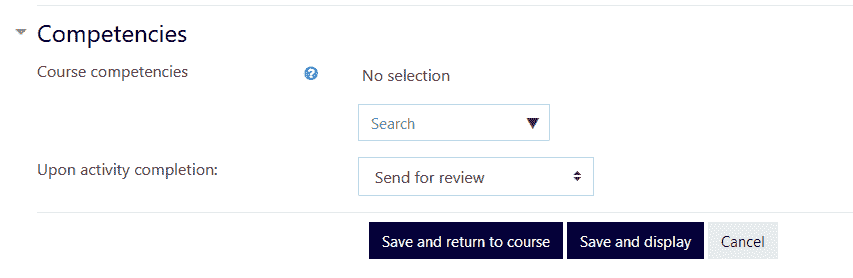 Competencies
Course competencies
No selection
Search
Upon activity completion:
Send for review
Save and return to course
Save and display
Cancel